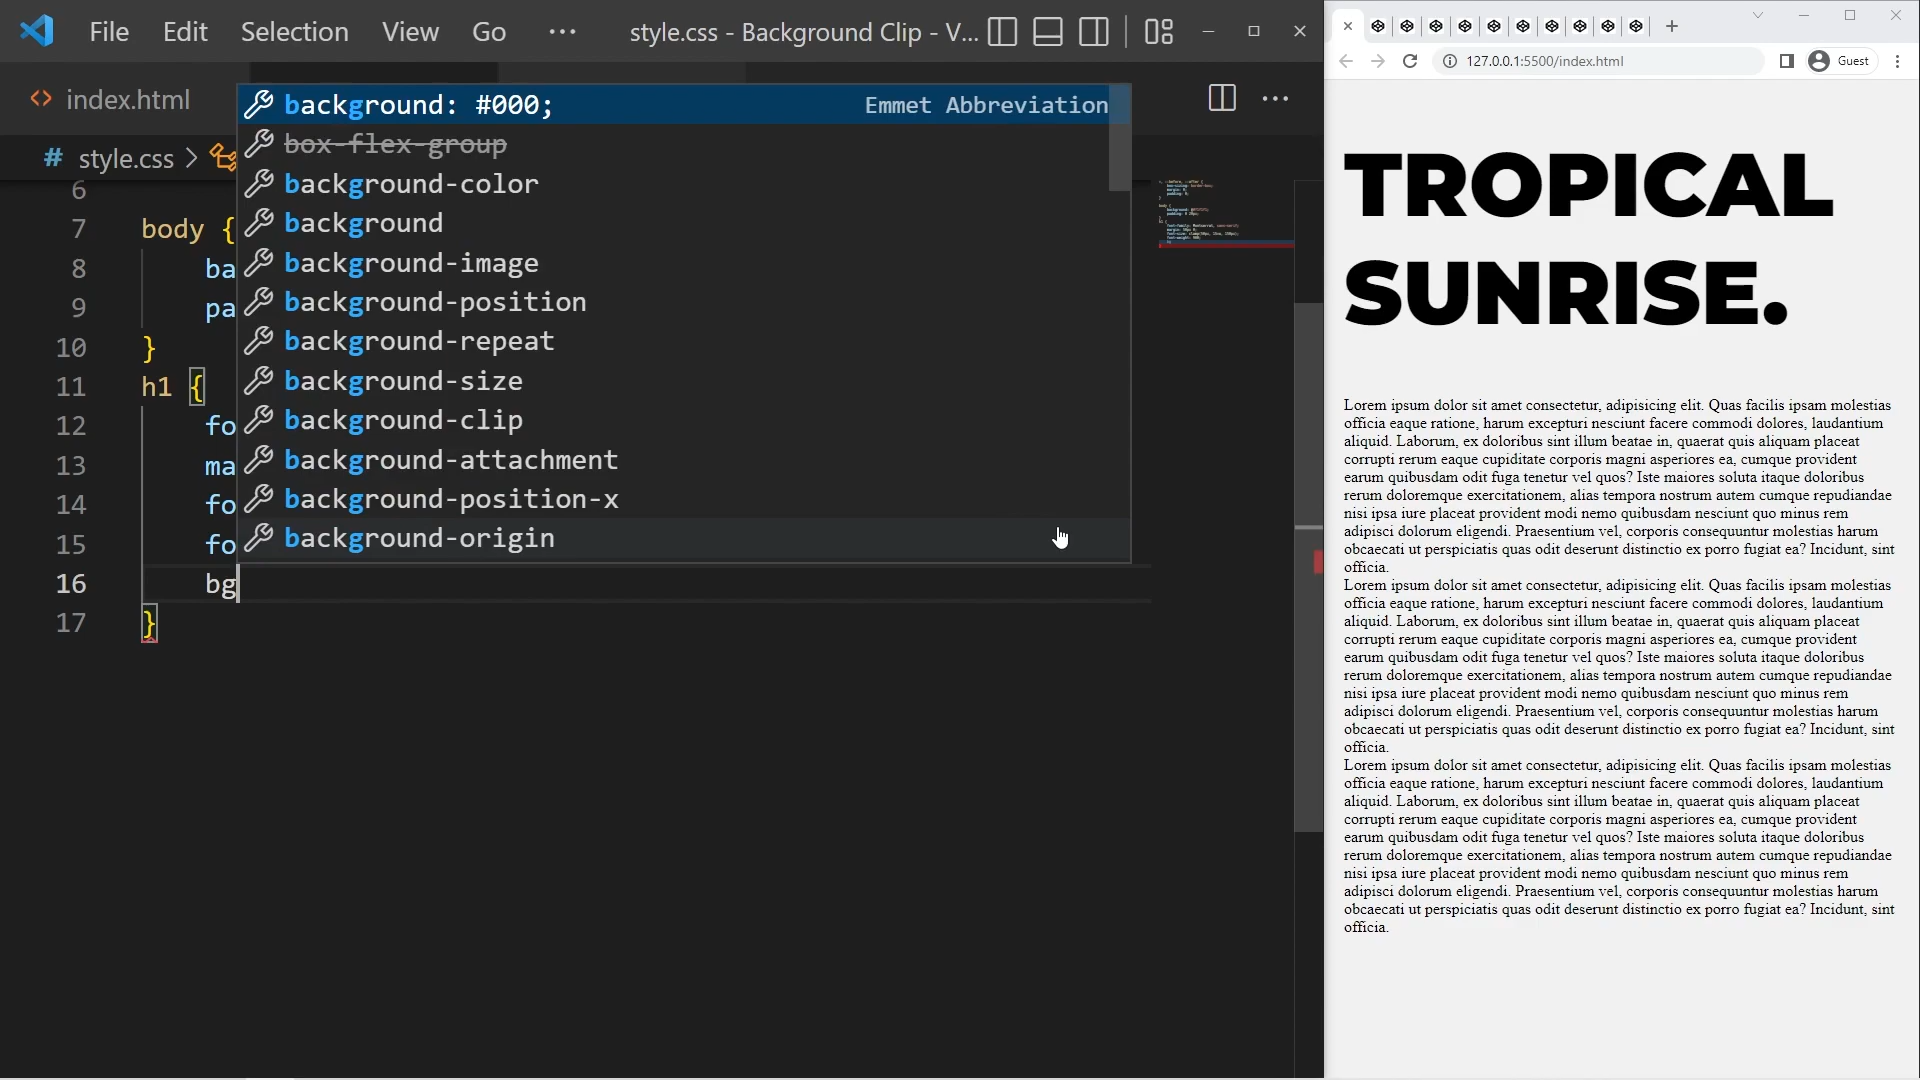 File Edit Selection View Go ··· style.css - Background Clip - V...
index.html
# style.css >
background: #000; Emmet Abbreviation
box-flex-group
background-color
background
background-image
background-position
background-repeat
background-size
background-clip
background-attachment
background-position-x
background-origin
6
7 body {
8 ba
9 pa
10 }
11 h1 {
12 fo
13 ma
14 fo
15 fo
16 bg
17 }
127.0.0.1:5500/index.html Guest
TROPICAL
SUNRISE.
Lorem ipsum dolor sit amet consectetur, adipisicing elit. Quas facilis ipsam molestias
officia eaque ratione, harum excepturi nesciunt facere commodi dolores, laudantium
aliquid. Laborum, ex doloribus sint illum beatae in, quaerat quis aliquam placeat
corrupti rerum eaque cupiditate corporis magni asperiores ea, cumque provident
earum quibusdam odit fuga tenetur vel quos? Iste maiores soluta itaque doloribus
rerum doloremque exercitationem, alias tempora nostrum autem cumque repudiandae
nisi ipsa iure placeat provident modi nemo quibusdam nesciunt quo minus rem
adipisci dolorum eligendi. Praesentium vel, corporis consequuntur molestias harum
obcaecati ut perspiciatis quas odit deserunt distinctio ex porro fugiat ea? Incidunt, sint
officia.
Lorem ipsum dolor sit amet consectetur, adipisicing elit. Quas facilis ipsam molestias
officia eaque ratione, harum excepturi nesciunt facere commodi dolores, laudantium
aliquid. Laborum, ex doloribus sint illum beatae in, quaerat quis aliquam placeat
corrupti rerum eaque cupiditate corporis magni asperiores ea, cumque provident
earum quibusdam odit fuga tenetur vel quos? Iste maiores soluta itaque doloribus
rerum doloremque exercitationem, alias tempora nostrum autem cumque repudiandae
nisi ipsa iure placeat provident modi nemo quibusdam nesciunt quo minus rem
adipisci dolorum eligendi. Praesentium vel, corporis consequuntur molestias harum
obcaecati ut perspiciatis quas odit deserunt distinctio ex porro fugiat ea? Incidunt, sint
officia.
Lorem ipsum dolor sit amet consectetur, adipisicing elit. Quas facilis ipsam molestias
officia eaque ratione, harum excepturi nesciunt facere commodi dolores, laudantium
aliquid. Laborum, ex doloribus sint illum beatae in, quaerat quis aliquam placeat
corrupti rerum eaque cupiditate corporis magni asperiores ea, cumque provident
earum quibusdam odit fuga tenetur vel quos? Iste maiores soluta itaque doloribus
rerum doloremque exercitationem, alias tempora nostrum autem cumque repudiandae
nisi ipsa iure placeat provident modi nemo quibusdam nesciunt quo minus rem
adipisci dolorum eligendi. Praesentium vel, corporis consequuntur molestias harum
obcaecati ut perspiciatis quas odit deserunt distinctio ex porro fugiat ea? Incidunt, sint
officia.